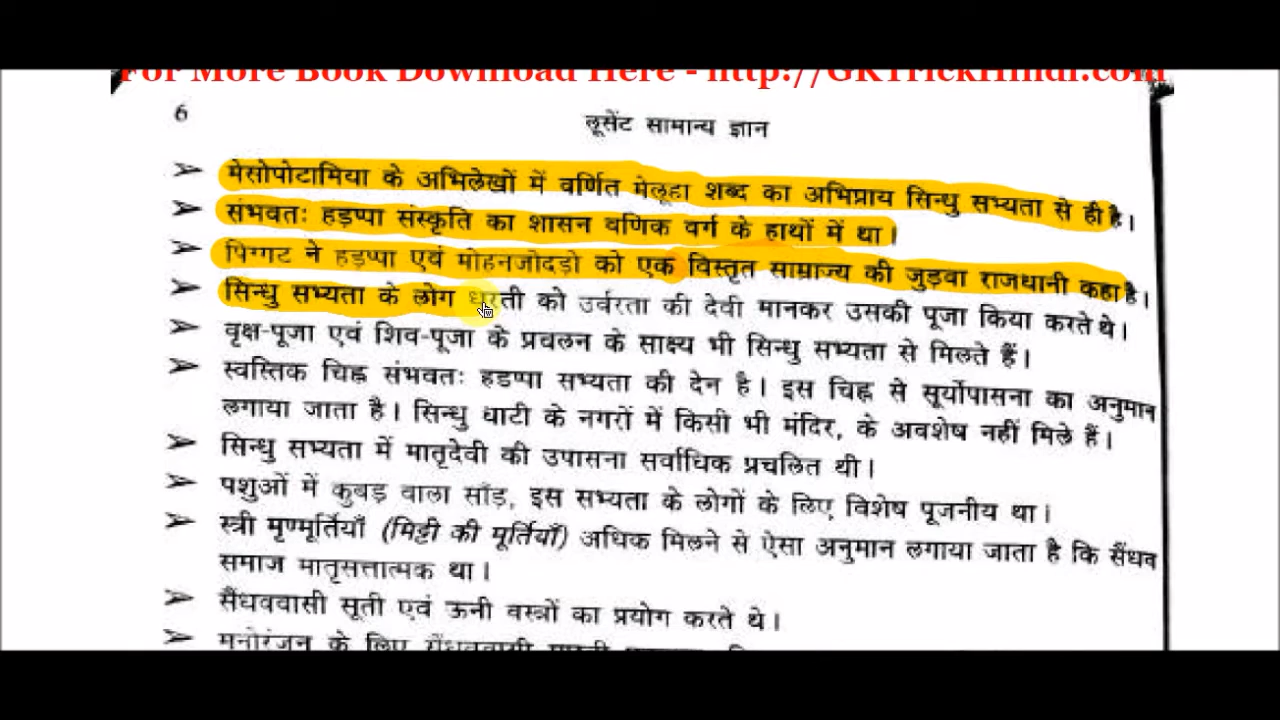 For More Book Download Here - http://GKTrickHindi.com
6
लूसेंट सामान्य ज्ञान
➤ मेसोपोटामिया के अभिलेखों में वर्णित मेलूहा शब्द का अभिप्राय सिन्धु सभ्यता से ही है।
➤ संभवतः हड़प्पा संस्कृति का शासन वणिक वर्ग के हाथों में था।
➤ पिग्गट ने हड़प्पा एवं मोहनजोदड़ो को एक विस्तृत साम्राज्य की जुड़वा राजधानी कहा है।
➤ सिन्धु सभ्यता के लोग धरती को उर्वरता की देवी मानकर उसकी पूजा किया करते थे।
➤ वृक्ष-पूजा एवं शिव-पूजा के प्रचलन के साक्ष्य भी सिन्धु सभ्यता से मिलते हैं।
➤ स्वस्तिक चिह्न संभवतः हड़प्पा सभ्यता की देन है। इस चिह्न से सूर्योपासना का अनुमान
लगाया जाता है। सिन्धु घाटी के नगरों में किसी भी मंदिर, के अवशेष नहीं मिले हैं।
➤ सिन्धु सभ्यता में मातृदेवी की उपासना सर्वाधिक प्रचलित थी।
➤ पशुओं में कुबड़ वाला साँड़, इस सभ्यता के लोगों के लिए विशेष पूजनीय था।
➤ स्त्री मृण्मूर्तियाँ (मिट्टी की मूर्तियाँ) अधिक मिलने से ऐसा अनुमान लगाया जाता है कि सैंधव
समाज मातृसत्तात्मक था।
➤ सैंधववासी सूती एवं ऊनी वस्त्रों का प्रयोग करते थे।
➤ मनोरंजन के लिए सैंधववासी